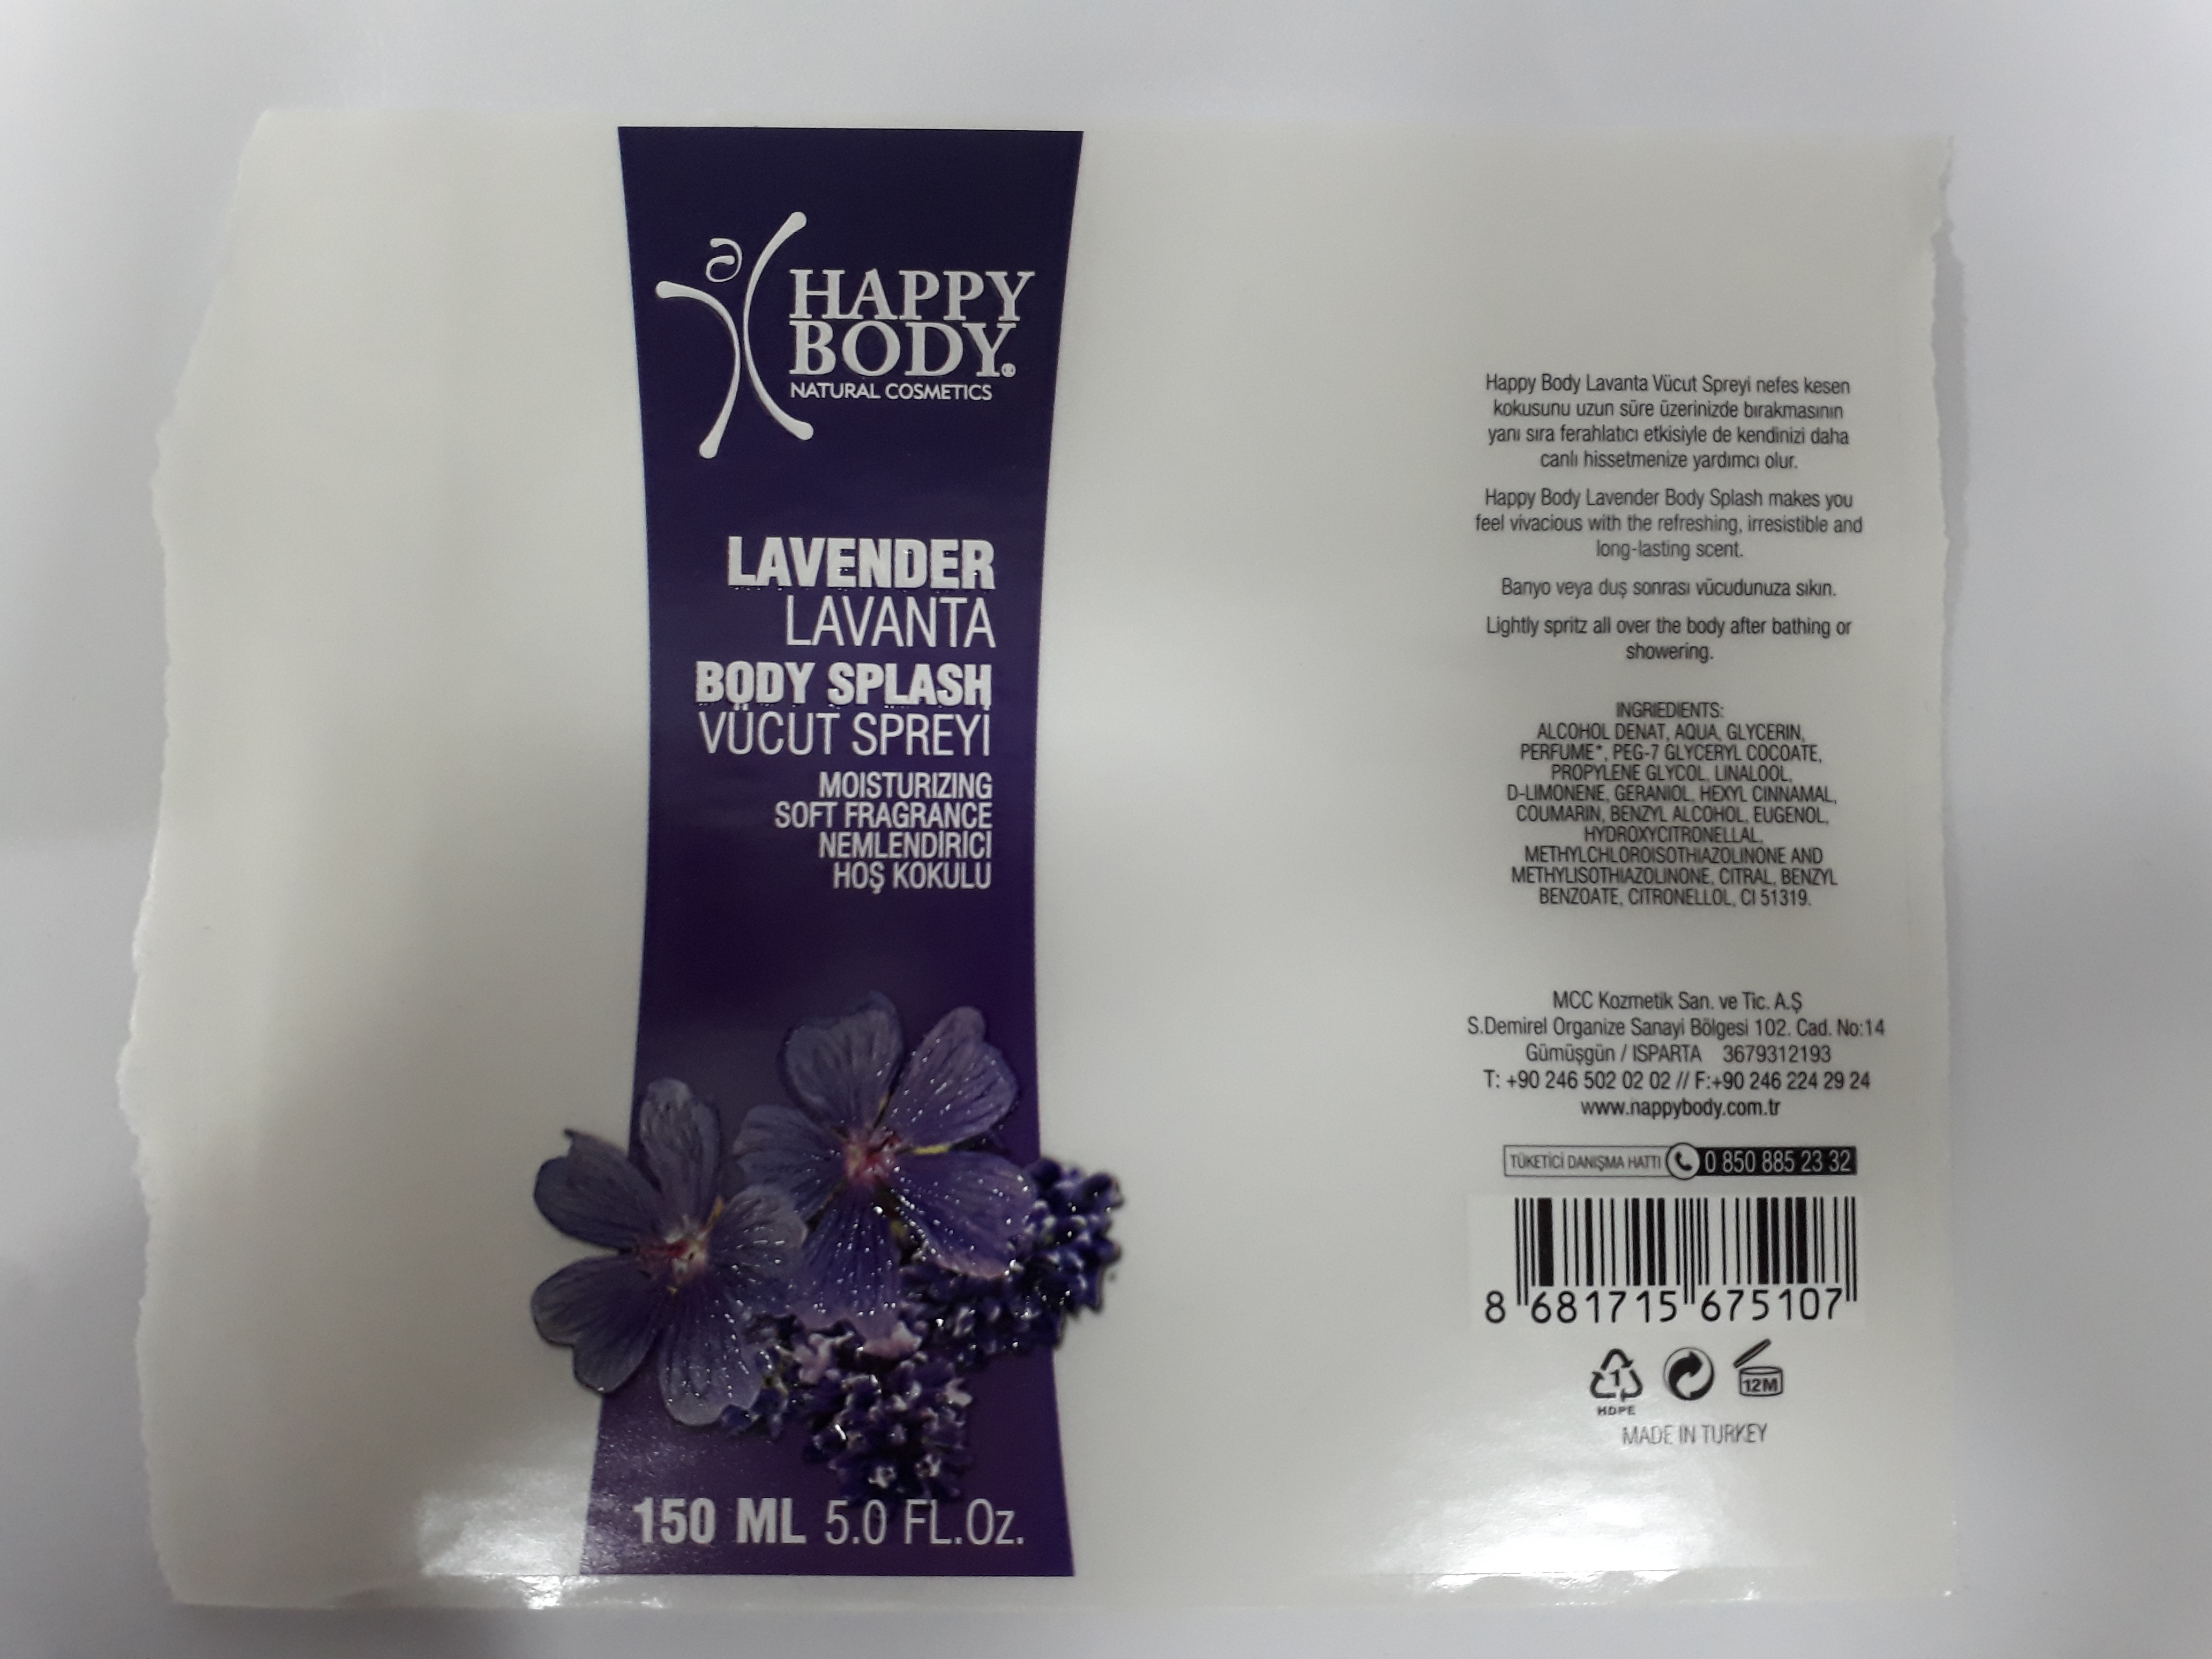 a
HAPPY
BODY®
NATURAL COSMETICS
LAVENDER
LAVANTA
BODY SPLASH
VÜCUT SPREYİ
MOISTURIZING
SOFT FRAGRANCE
NEMLENDİRİCİ
HOŞ KOKULU
150 ML 5.0 FL.Oz.
Happy Body Lavanta Vücut Spreyi nefes kesen
kokusunu uzun süre üzerinizde bırakmasının
yanı sıra ferahlatıcı etkisiyle de kendinizi daha
canlı hissetmenize yardımcı olur.
Happy Body Lavender Body Splash makes you
feel vivacious with the refreshing, irresistible and
long-lasting scent.
Banyo veya duş sonrası vücudunuza sıkın.
Lightly spritz all over the body after bathing or
showering.
INGRIEDIENTS:
ALCOHOL DENAT, AQUA, GLYCERIN,
PERFUME*, PEG-7 GLYCERYL COCOATE,
PROPYLENE GLYCOL, LINALOOL,
D-LIMONENE, GERANIOL, HEXYL CINNAMAL,
COUMARIN, BENZYL ALCOHOL, EUGENOL,
HYDROXYCITRONELLAL,
METHYLCHLOROISOTHIAZOLINONE AND
METHYLISOTHIAZOLINONE, CITRAL, BENZYL
BENZOATE, CITRONELLOL, CI 51319.
MCC Kozmetik San. ve Tic. A.Ş
S.Demirel Organize Sanayi Bölgesi 102. Cad. No:14
Gümüşgün / ISPARTA 3679312193
T: +90 246 502 02 02 // F:+90 246 224 29 24
www.happybody.com.tr
TÜKETİCİ DANIŞMA HATTI 0 850 885 23 32
8 681715 675107
1 12M
HDPE
MADE IN TURKEY